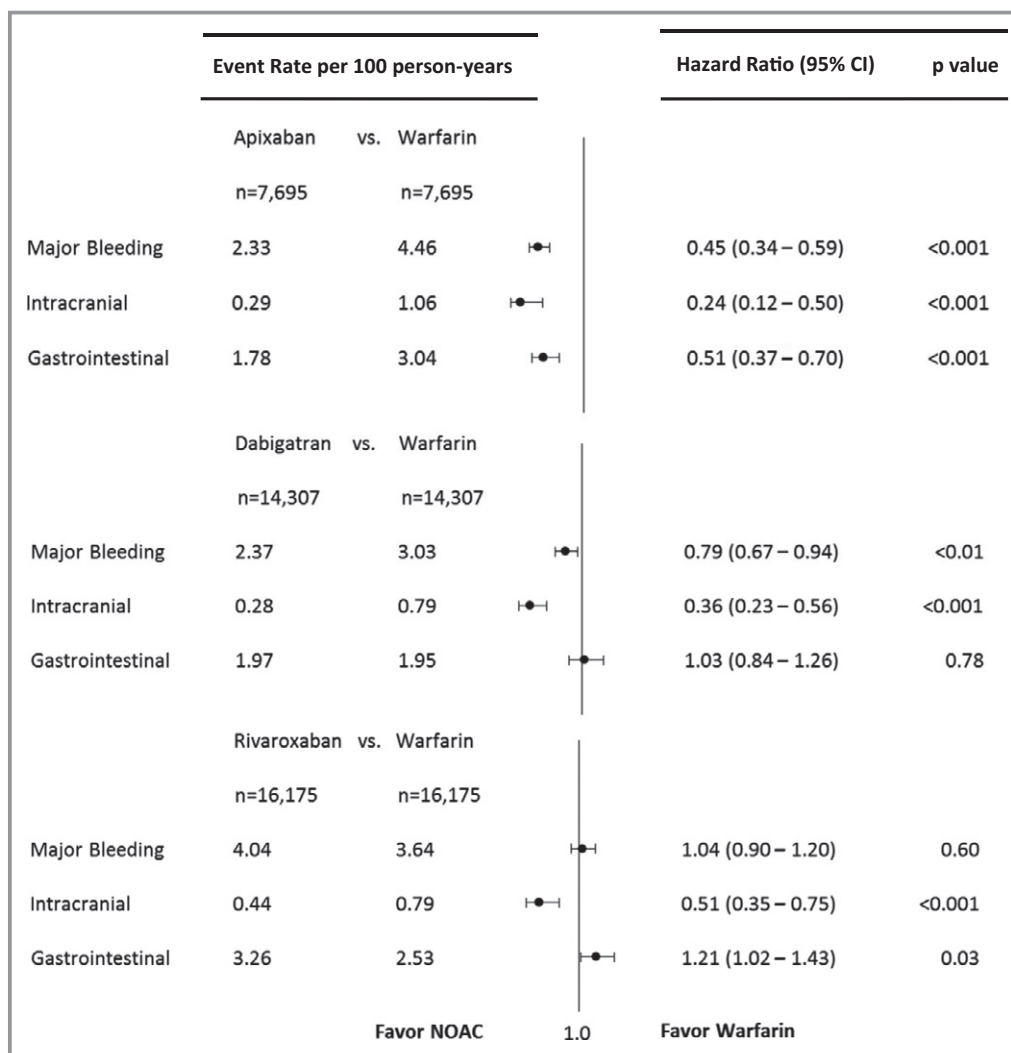 Event Rate per 100 person-years Hazard Ratio (95% CI) p value
Apixaban vs. Warfarin
n=7,695 n=7,695
Major Bleeding 2.33 4.46 0.45 (0.34 – 0.59) <0.001
Intracranial 0.29 1.06 0.24 (0.12 – 0.50) <0.001
Gastrointestinal 1.78 3.04 0.51 (0.37 – 0.70) <0.001
Dabigatran vs. Warfarin
n=14,307 n=14,307
Major Bleeding 2.37 3.03 0.79 (0.67 – 0.94) <0.01
Intracranial 0.28 0.79 0.36 (0.23 – 0.56) <0.001
Gastrointestinal 1.97 1.95 1.03 (0.84 – 1.26) 0.78
Rivaroxaban vs. Warfarin
n=16,175 n=16,175
Major Bleeding 4.04 3.64 1.04 (0.90 – 1.20) 0.60
Intracranial 0.44 0.79 0.51 (0.35 – 0.75) <0.001
Gastrointestinal 3.26 2.53 1.21 (1.02 – 1.43) 0.03
Favor NOAC 1.0 Favor Warfarin